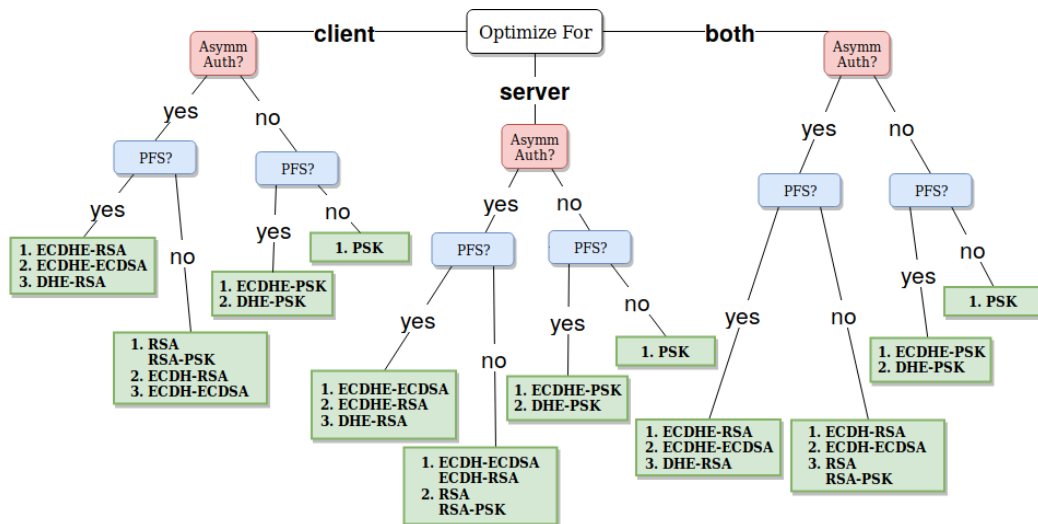 Optimize For
client
server
both
Asymm
Auth?
yes
no
PFS?
yes
no
1. ECDHE-RSA
2. ECDHE-ECDSA
3. DHE-RSA
1. RSA
RSA-PSK
2. ECDH-RSA
3. ECDH-ECDSA
PFS?
yes
no
1. ECDHE-PSK
2. DHE-PSK
1. PSK
Asymm
Auth?
yes
no
PFS?
yes
no
1. ECDHE-ECDSA
2. ECDHE-RSA
3. DHE-RSA
1. ECDH-ECDSA
ECDH-RSA
2. RSA
RSA-PSK
PFS?
yes
no
1. ECDHE-PSK
2. DHE-PSK
1. PSK
Asymm
Auth?
yes
no
PFS?
yes
no
1. ECDHE-RSA
2. ECDHE-ECDSA
3. DHE-RSA
1. ECDH-RSA
2. ECDH-ECDSA
3. RSA
RSA-PSK
PFS?
yes
no
1. ECDHE-PSK
2. DHE-PSK
1. PSK